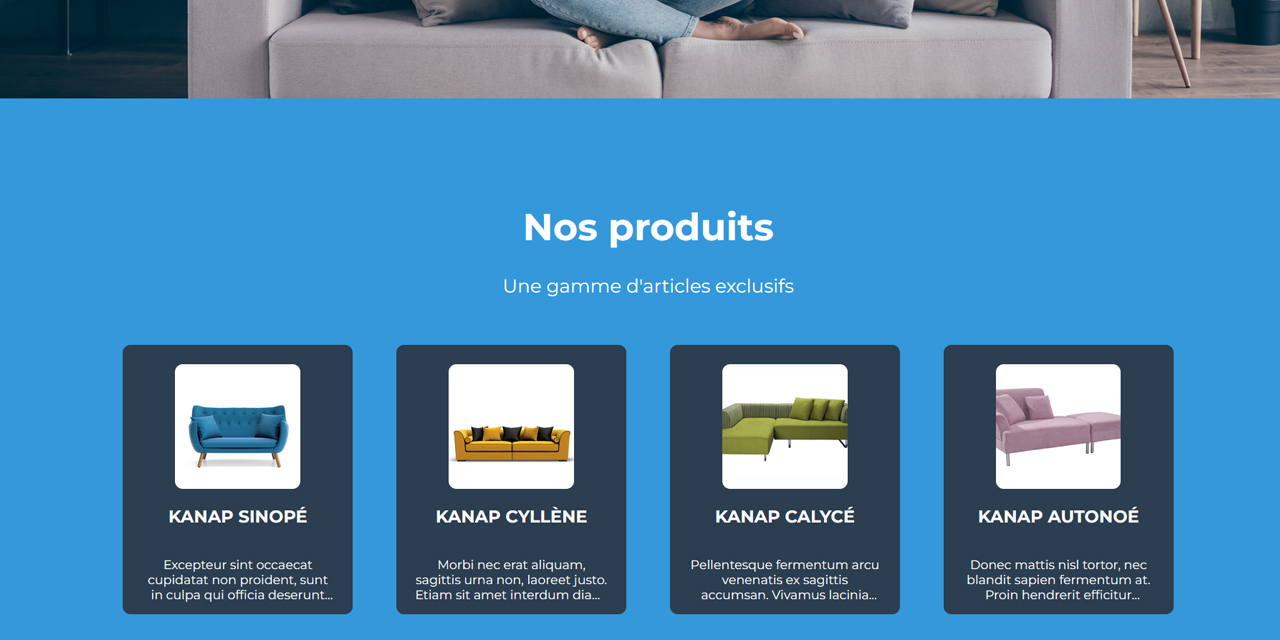 Nos produits
Une gamme d'articles exclusifs
KANAP SINOPÉ
Excepteur sint occaecat
cupidatat non proident, sunt
in culpa qui officia deserunt...
KANAP CYLLÈNE
Morbi nec erat aliquam,
sagittis urna non, laoreet justo.
Etiam sit amet interdum dia...
KANAP CALYCÉ
Pellentesque fermentum arcu
venenatis ex sagittis
accumsan. Vivamus lacinia...
KANAP AUTONOÉ
Donec mattis nisl tortor, nec
blandit sapien fermentum at.
Proin hendrerit efficitur...